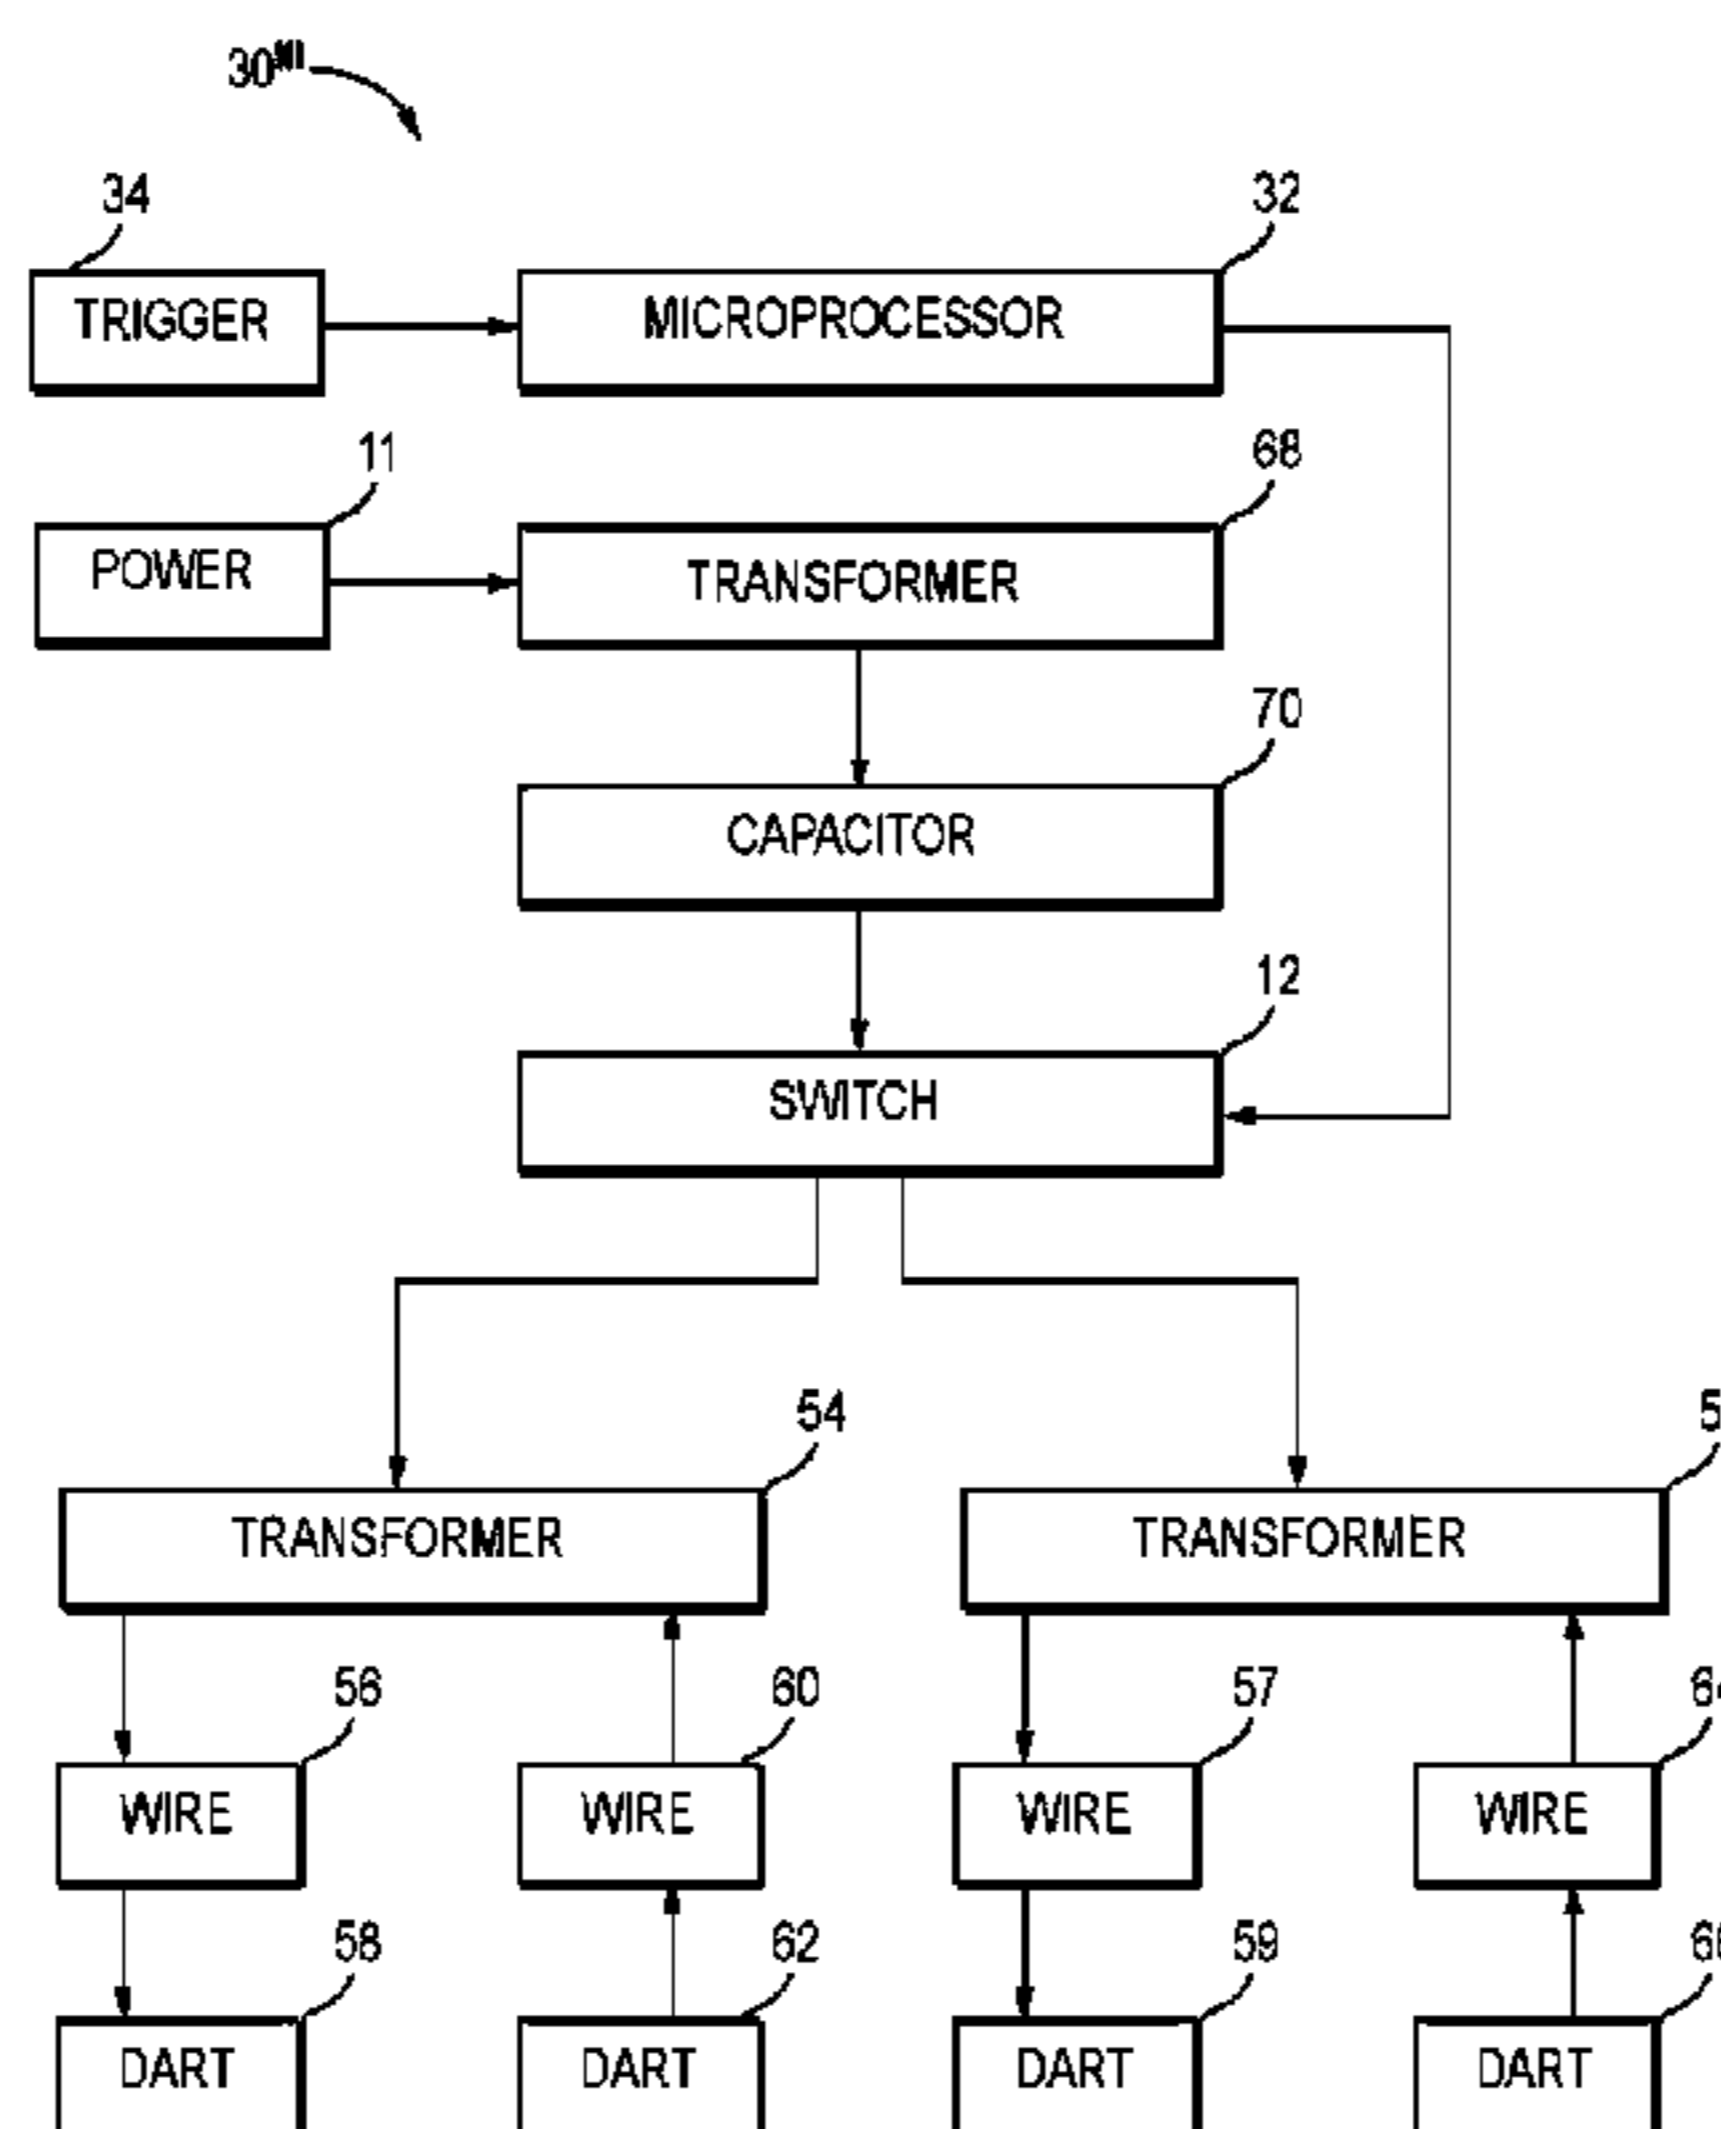 30
34
32
TRIGGER
MICROPROCESSOR
11
68
POWER
TRANSFORMER
70
CAPACITOR
12
SWITCH
54
TRANSFORMER
TRANSFORMER
56
60
57
WIRE
WIRE
WIRE
WIRE
58
62
59
DART
DART
DART
DART